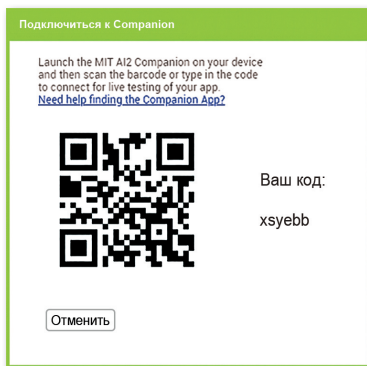 Подключиться к Companion
Launch the MIT AI2 Companion on your device
and then scan the barcode or type in the code
to connect for live testing of your app.
Need help finding the Companion App?
Ваш код:
xsyebb
Отменить